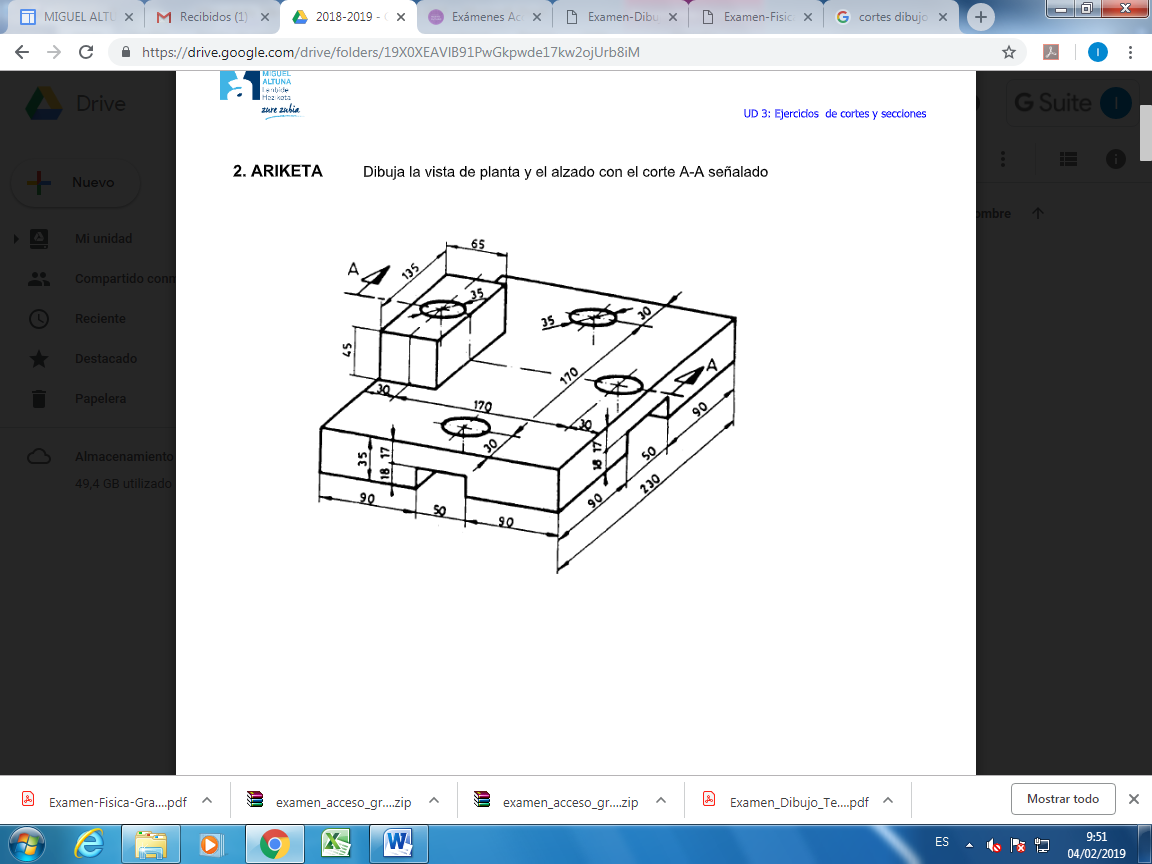 MIGUEL ALTU
Recibidos (1)
2018-2019 -
Exámenes Ac
Examen-Dibu
Examen-Fisic
cortes dibujo
https://drive.google.com/drive/folders/19X0XEAVIB91PwGkpwde17kw2ojUrb8iM
I
Drive
MIGUEL
ALTUNA
Lanbide
Heziketa
zure zubia
UD 3: Ejercicios de cortes y secciones
G Suite
I
Nuevo
2. ARIKETA Dibuja la vista de planta y el alzado con el corte A-A señalado
ombre
Mi unidad
Compartido conm
Reciente
Destacado
Papelera
Almacenamiento
49,4 GB utilizado
65
A
135
35
35
30
45
170
A
30
170
30
90
30
17
50
35
17
18
18
230
90
90
50
90
Examen-Fisica-Gra....pdf
examen_acceso_gr....zip
examen_acceso_gr....zip
Examen_Dibujo_Te....pdf
Mostrar todo
ES
9:51
04/02/2019